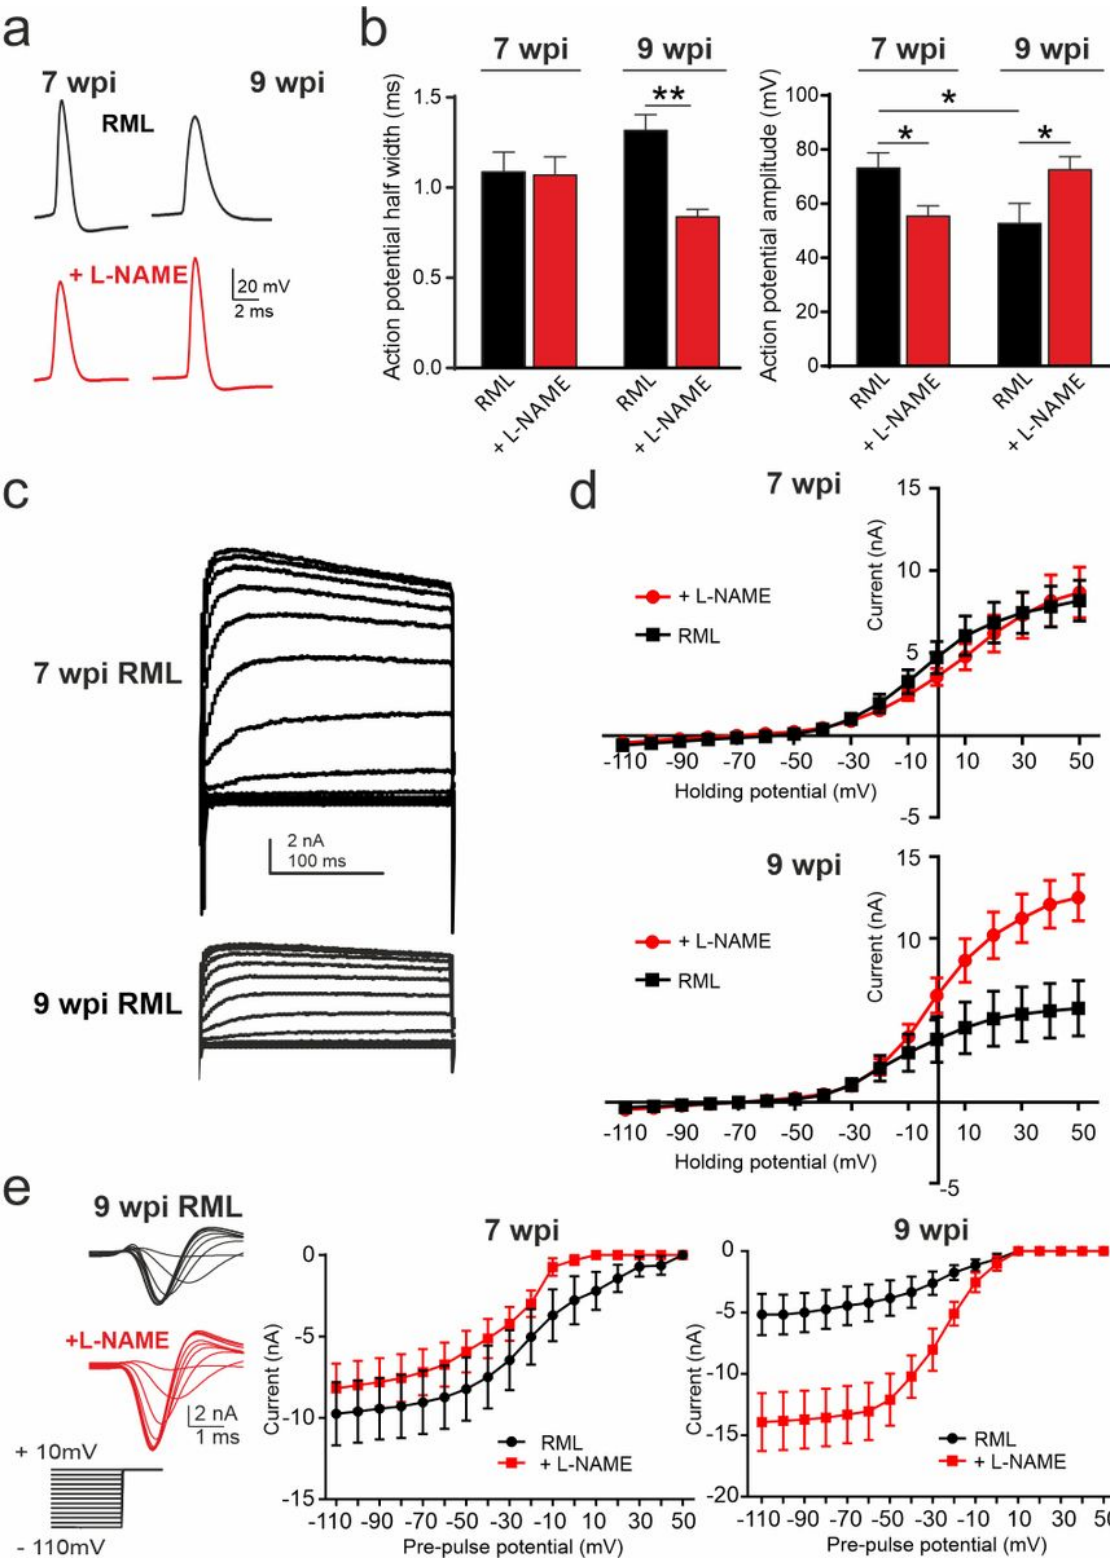 a
7 wpi
9 wpi
RML
+ L-NAME
20 mV
2 ms
b
7 wpi
9 wpi
Action potential half width (ms)
1.5
1.0
0.5
0.0
**
RML
+ L-NAME
RML
+ L-NAME
7 wpi
9 wpi
Action potential amplitude (mV)
100
80
60
40
20
0
*
*
*
RML
+ L-NAME
RML
+ L-NAME
c
7 wpi RML
2 nA
100 ms
9 wpi RML
d
7 wpi
+ L-NAME
RML
Current (nA)
15
10
5
-5
-110 -90 -70 -50 -30 -10 10 30 50
Holding potential (mV)
9 wpi
+ L-NAME
RML
Current (nA)
15
10
-5
-110 -90 -70 -50 -30 -10 10 30 50
Holding potential (mV)
e
9 wpi RML
+L-NAME
2 nA
1 ms
+ 10mV
- 110mV
7 wpi
Current (nA)
0
-5
-10
-15
RML
+ L-NAME
-110 -90 -70 -50 -30 -10 10 30 50
Pre-pulse potential (mV)
9 wpi
Current (nA)
0
-5
-10
-15
-20
RML
+ L-NAME
-110 -90 -70 -50 -30 -10 10 30 50
Pre-pulse potential (mV)